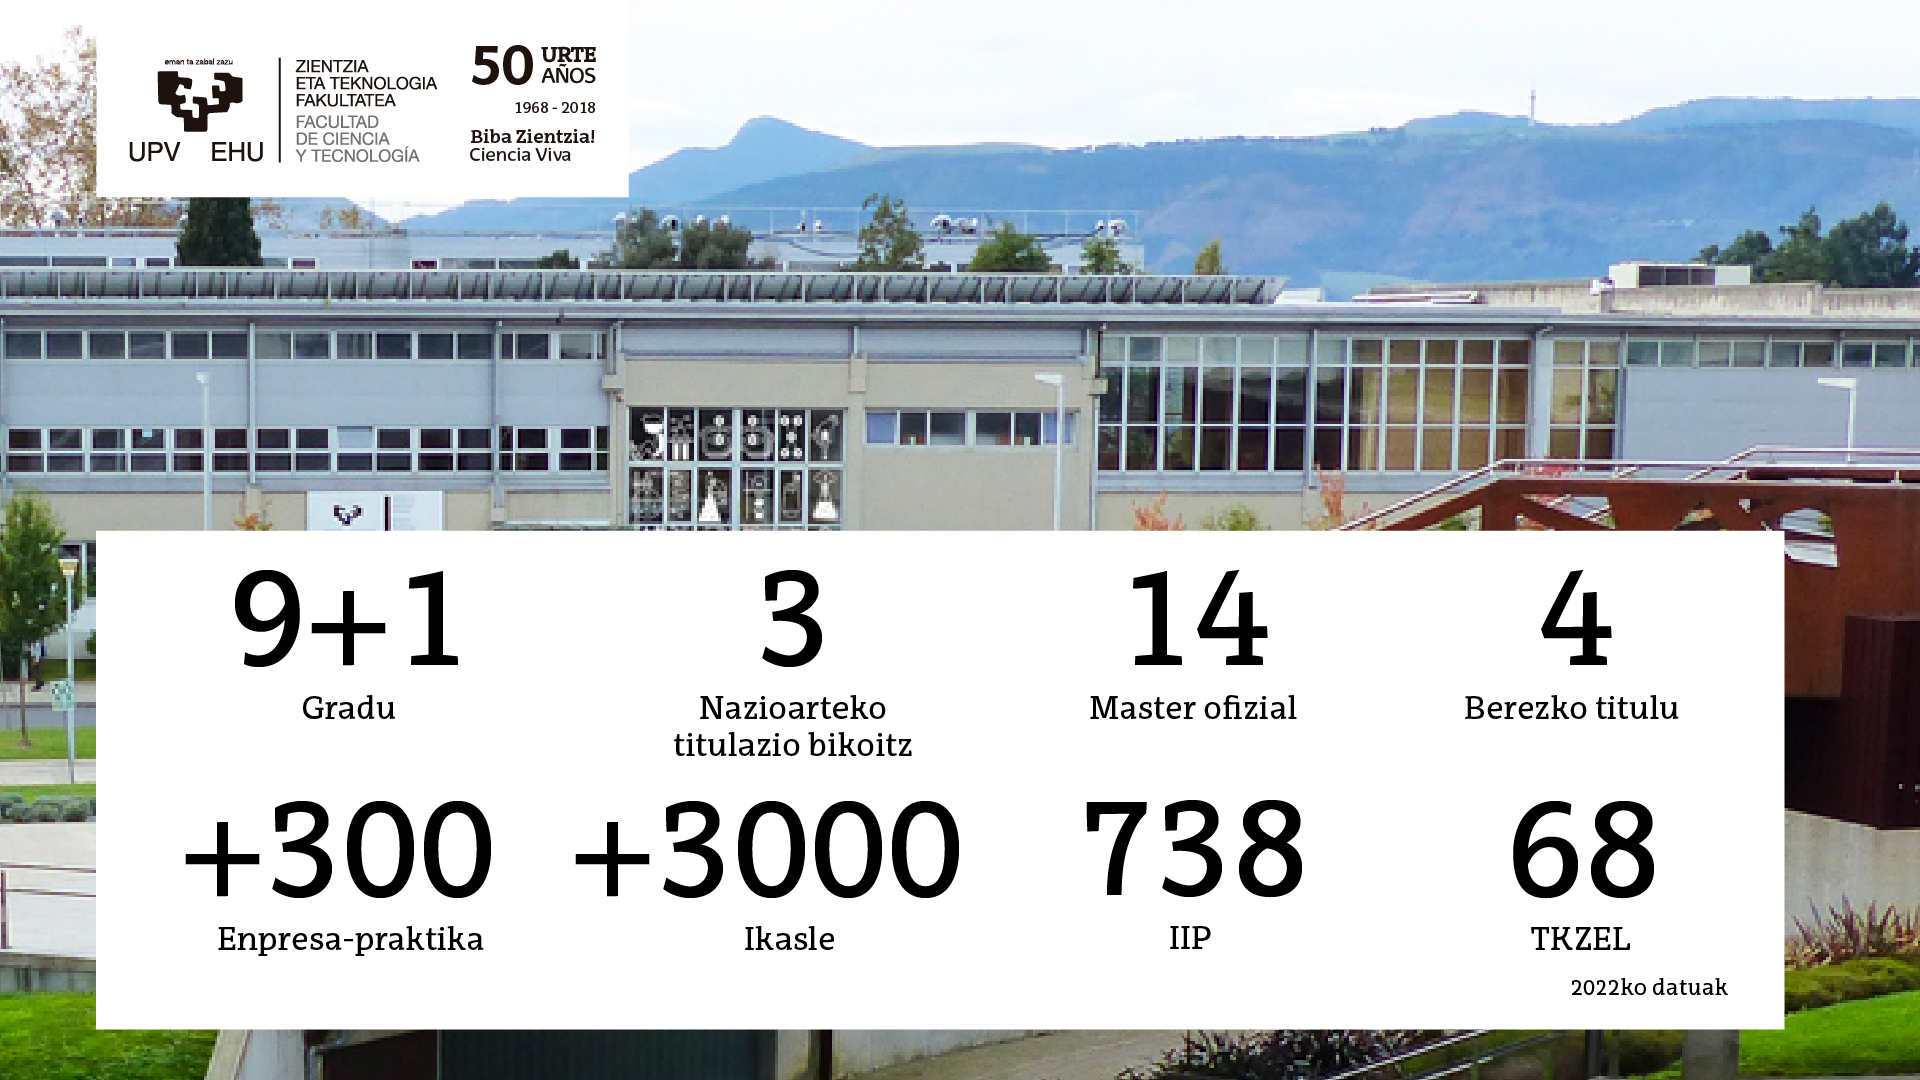 eman ta zabal zazu
UPV EHU
ZIENTZIA
ETA TEKNOLOGIA
FAKULTATEA
FACULTAD
DE CIENCIA
Y TECNOLOGÍA
50 URTE
AÑOS
1968 - 2018
Biba Zientzia!
Ciencia Viva
9+1
Gradu
3
Nazioarteko
titulazio bikoitz
14
Master ofizial
4
Berezko titulu
+300
Enpresa-praktika
+3000
Ikasle
738
IIP
68
TKZEL
2022ko datuak